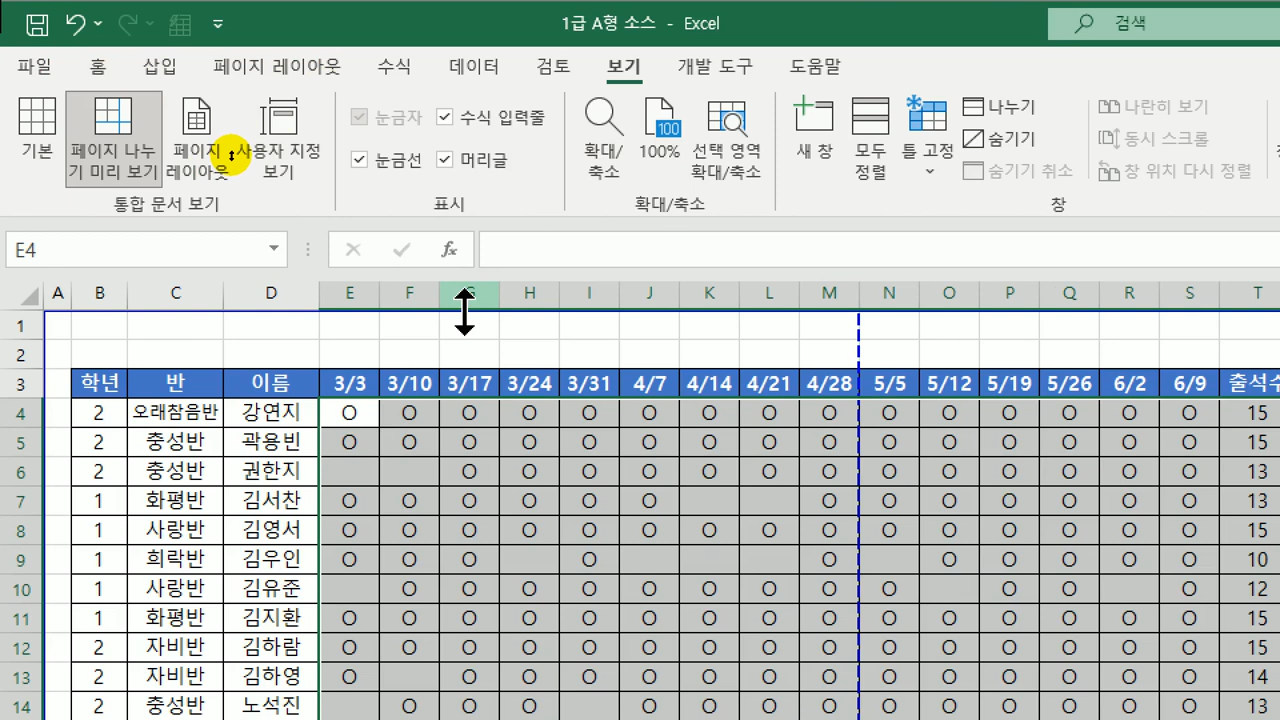 1급 A형 소스 - Excel
검색
파일 홈 삽입 페이지 레이아웃 수식 데이터 검토 보기 개발 도구 도움말
기본
페이지 나누
기 미리 보기
페이지
레이아웃
사용자 지정
보기
통합 문서 보기
눈금자 수식 입력줄
눈금선 머리글
표시
확대/
축소
100
100%
선택 영역
확대/축소
확대/축소
새 창
모두
정렬
틀 고정
나누기
숨기기
숨기기 취소
나란히 보기
동시 스크롤
창 위치 다시 정렬
창
E4
fx
A B C D E F G H I J K L M N O P Q R S T
1
2
3 학년 반 이름 3/3 3/10 3/17 3/24 3/31 4/7 4/14 4/21 4/28 5/5 5/12 5/19 5/26 6/2 6/9 출석수
4 2 오래참음반 강연지 O O O O O O O O O O O O O O O 15
5 2 충성반 곽용빈 O O O O O O O O O O O O O O O 15
6 2 충성반 권한지 O O O O O O O O O O O O O 13
7 1 화평반 김서찬 O O O O O O O O O O O O O 13
8 1 사랑반 김영서 O O O O O O O O O O O O O O O 15
9 1 희락반 김우인 O O O O O O O O O O 10
10 1 사랑반 김유준 O O O O O O O O O O O O 12
11 1 화평반 김지환 O O O O O O O O O O O O O O O 15
12 2 자비반 김하람 O O O O O O O O O O O O O O O 15
13 2 자비반 김하영 O O O O O O O O O O O O O O 14
14 2 충성반 노석진 O O O O O O O O O O O O O 13